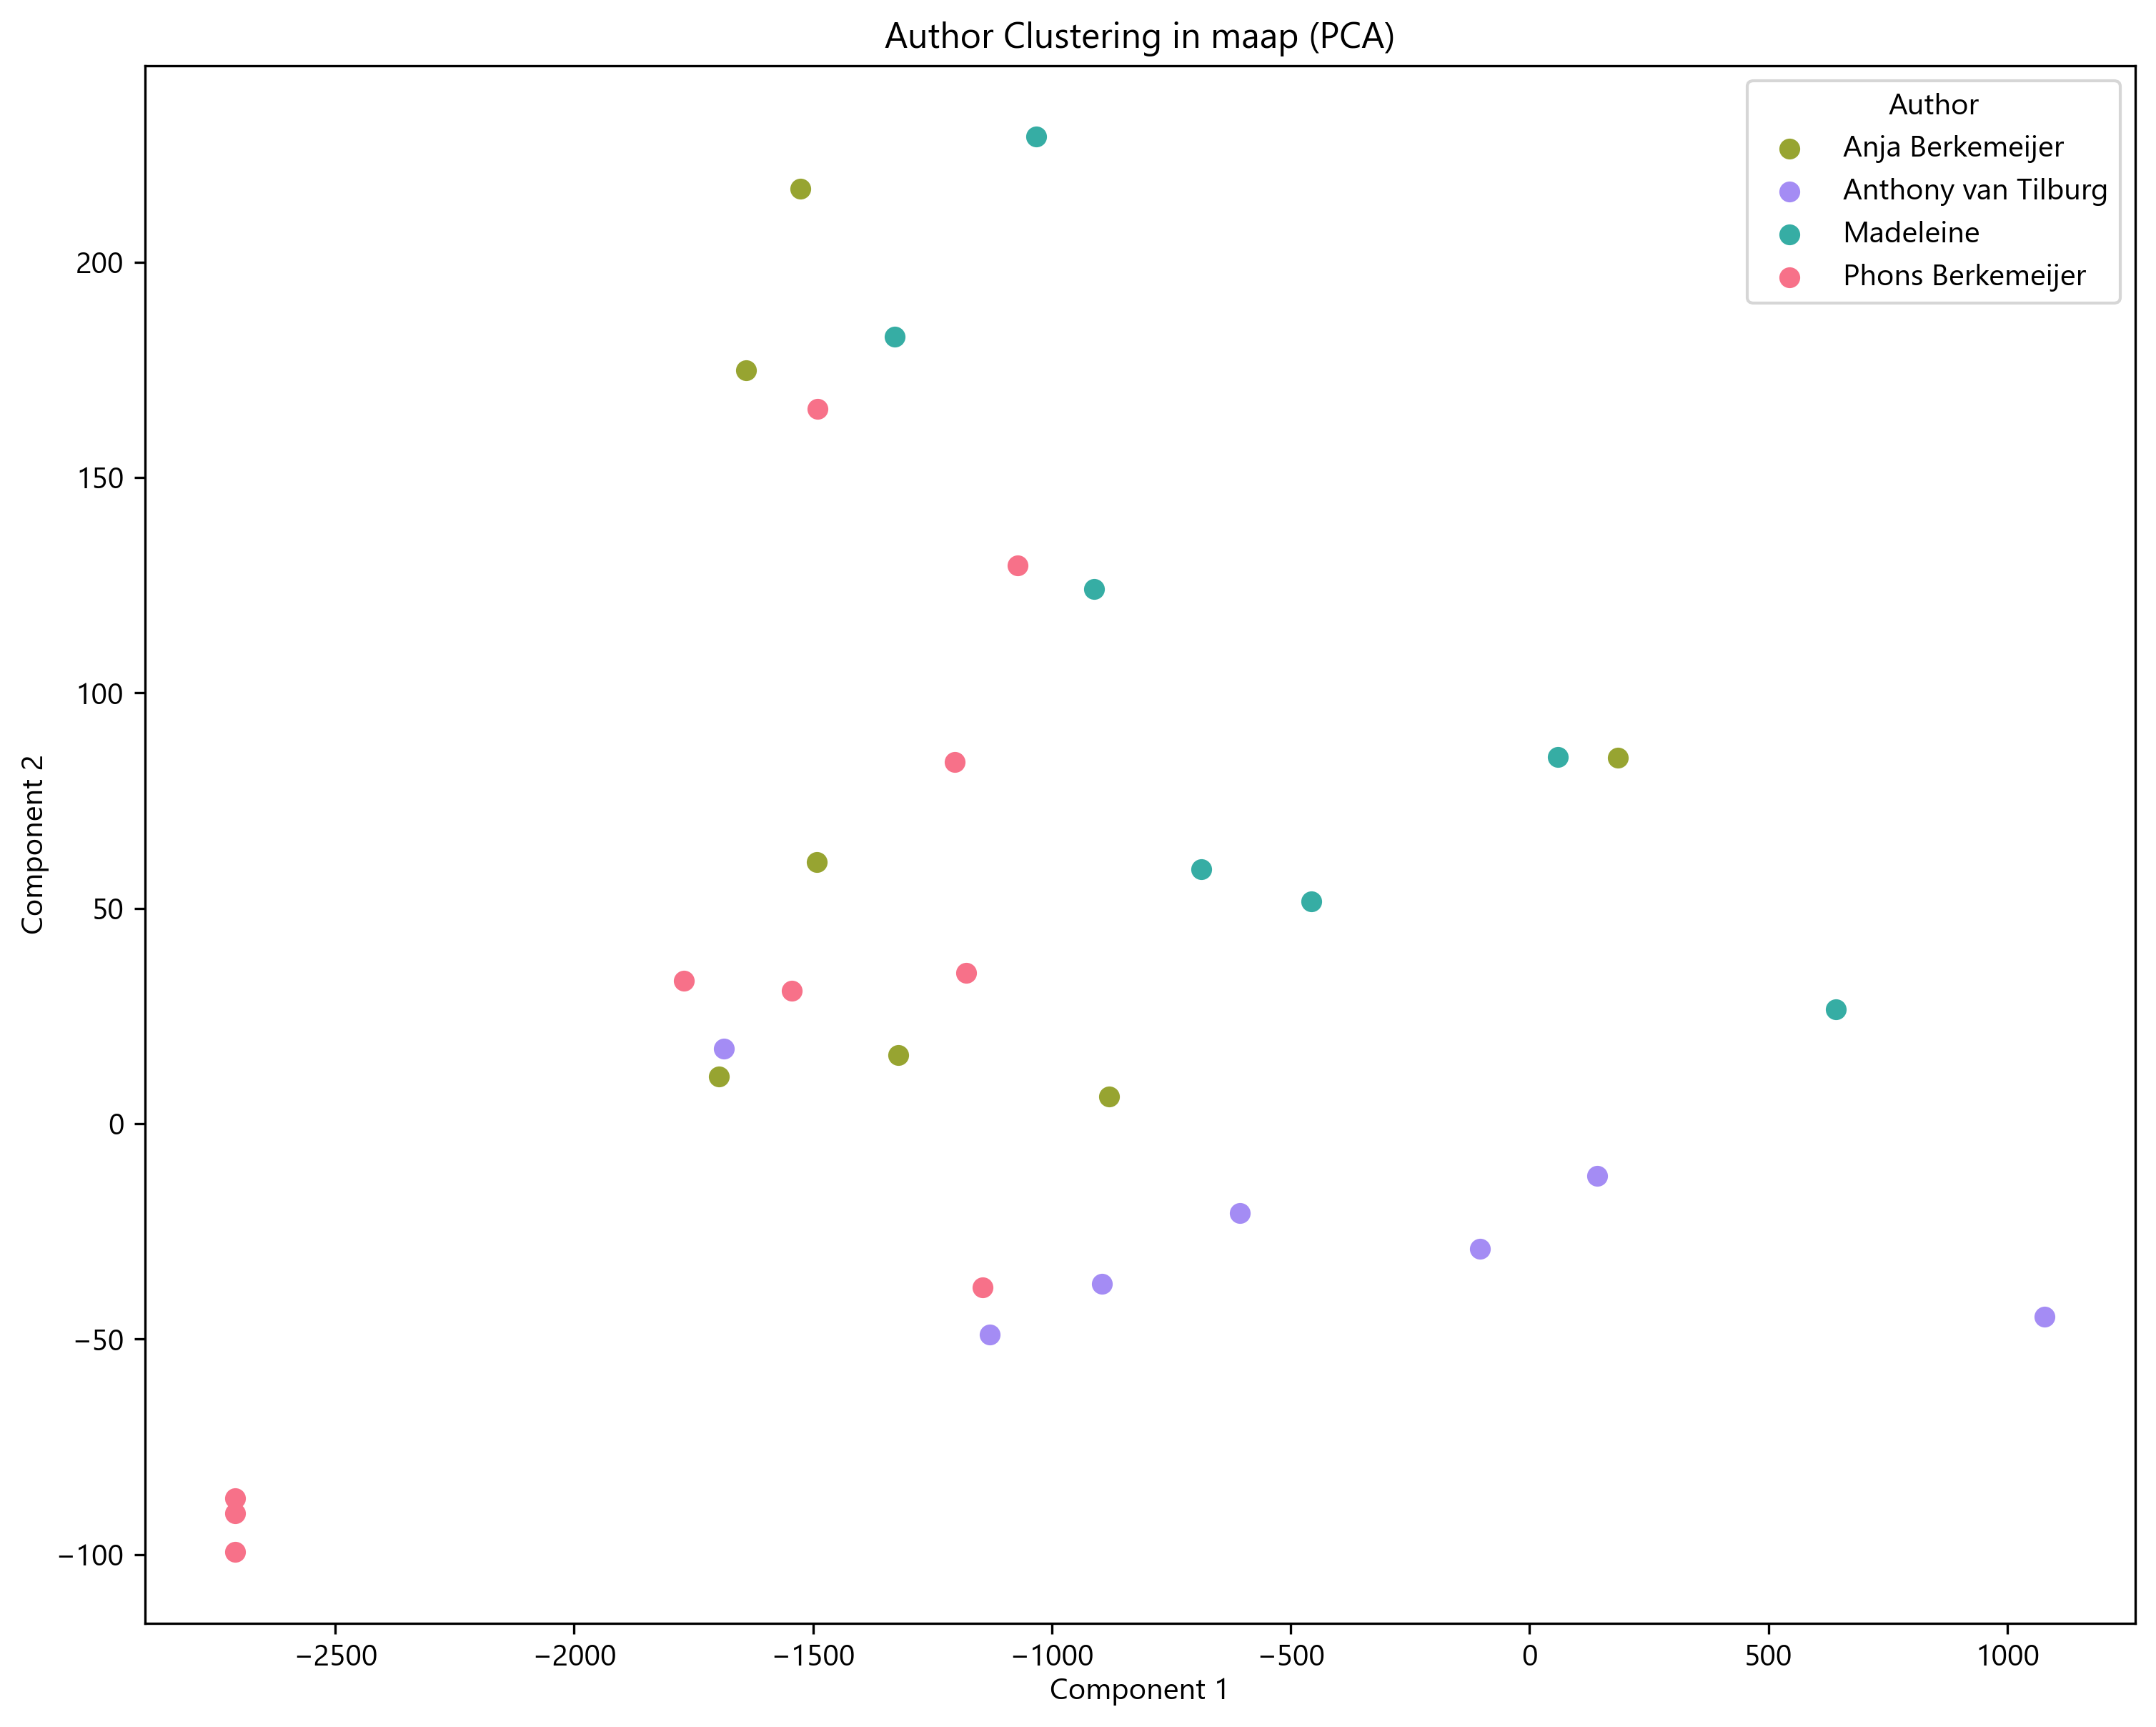 Author Clustering in maap (PCA)
Author
Anja Berkemeijer
Anthony van Tilburg
Madeleine
Phons Berkemeijer
200
150
100
50
0
−50
−100
Component 2
−2500
−2000
−1500
−1000
−500
0
500
1000
Component 1